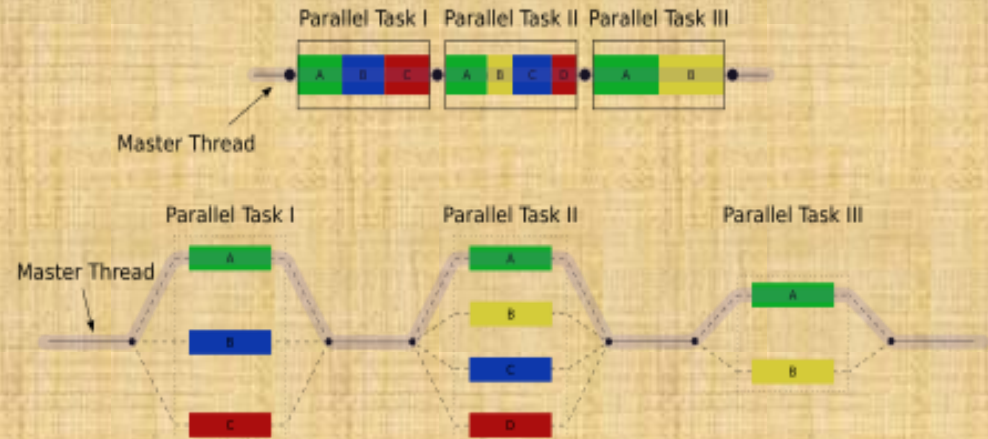 Parallel Task I Parallel Task II Parallel Task III
A B C A B C D A B
Master Thread
Parallel Task I Parallel Task II Parallel Task III
A A
Master Thread
A
B
B
C
B
C D